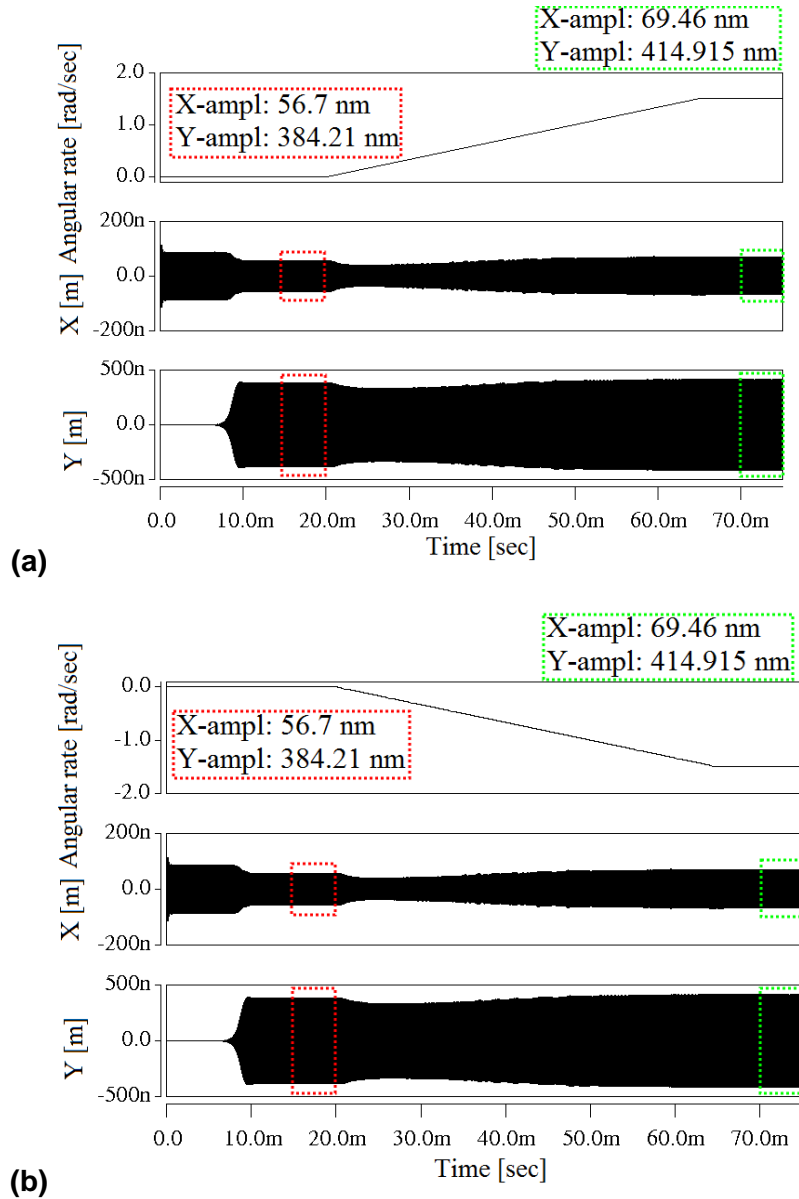 X-ampl: 69.46 nm
Y-ampl: 414.915 nm
2.0
X-ampl: 56.7 nm
Y-ampl: 384.21 nm
1.0
0.0
Angular rate [rad/sec]
200n
0.0
-200n
X [m]
500n
0.0
-500n
Y [m]
0.0 10.0m 20.0m 30.0m 40.0m 50.0m 60.0m 70.0m
Time [sec]
(a)
X-ampl: 69.46 nm
Y-ampl: 414.915 nm
0.0
X-ampl: 56.7 nm
Y-ampl: 384.21 nm
-1.0
-2.0
Angular rate [rad/sec]
200n
0.0
-200n
X [m]
500n
0.0
-500n
Y [m]
0.0 10.0m 20.0m 30.0m 40.0m 50.0m 60.0m 70.0m
Time [sec]
(b)